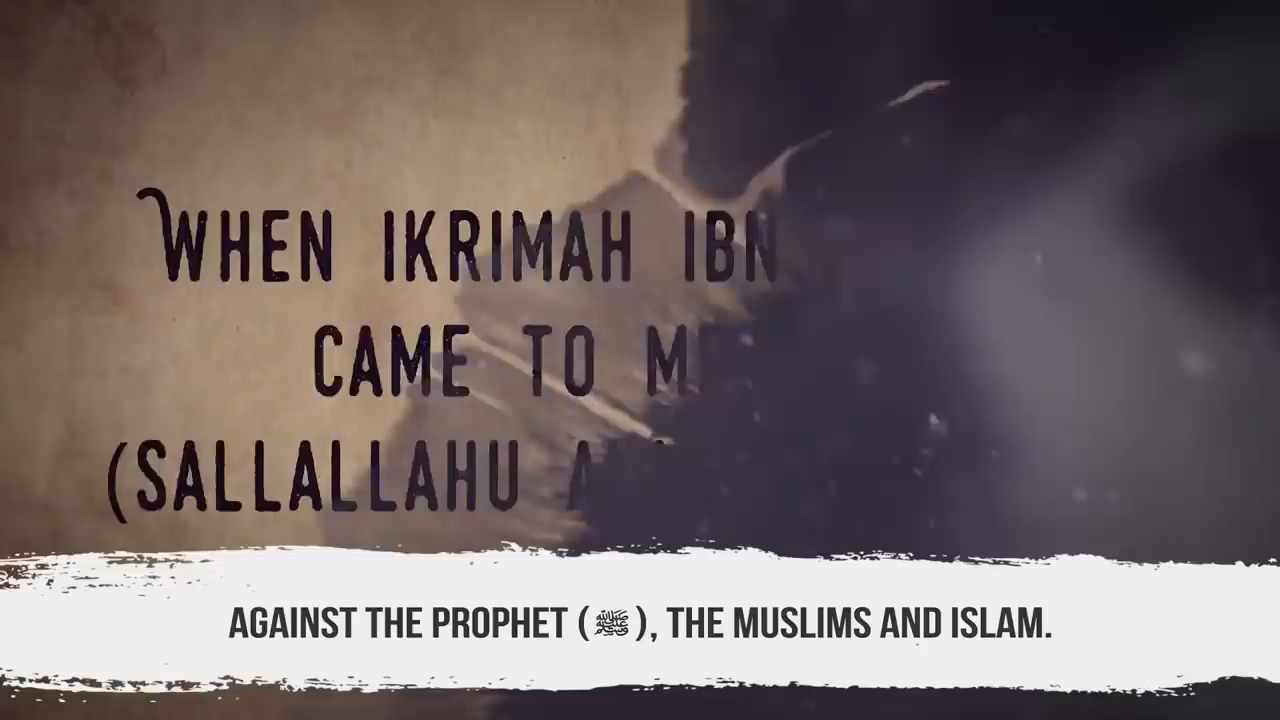 WHEN IKRIMAH IBN
CAME TO
(SALLALLAHU
AGAINST THE PROPHET (ﷺ), THE MUSLIMS AND ISLAM.